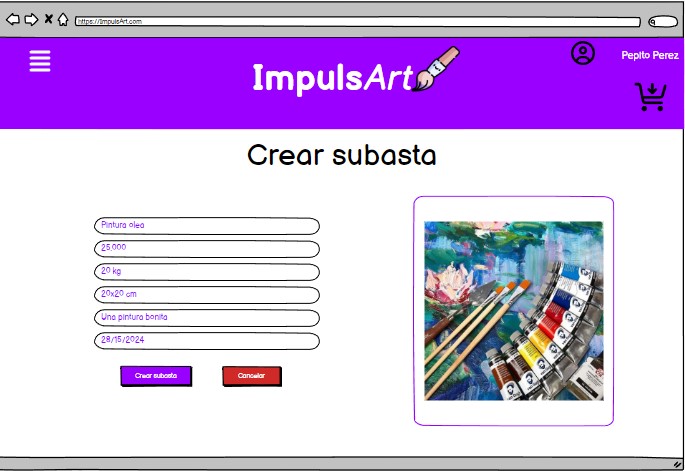 https://ImpulsArt.com
Pepito Perez
ImpulsArt
Crear subasta
Pintura olea
25,000
20 kg
20x20 cm
Una pintura bonita
28/15/2024
Crear subasta
Cancelar